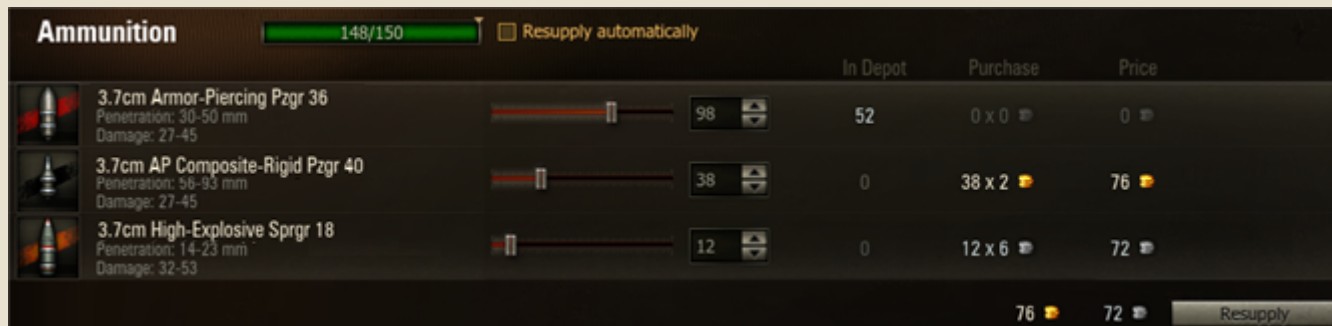 Ammunition 148/150 Resupply automatically
In Depot Purchase Price
3.7cm Armor-Piercing Pzgr 36
Penetration: 30-50 mm
Damage: 27-45
98 52 0 x 0 0
3.7cm AP Composite-Rigid Pzgr 40
Penetration: 56-93 mm
Damage: 27-45
38 0 38 x 2 76
3.7cm High-Explosive Sprgr 18
Penetration: 14-23 mm
Damage: 32-53
12 0 12 x 6 72
76 72 Resupply